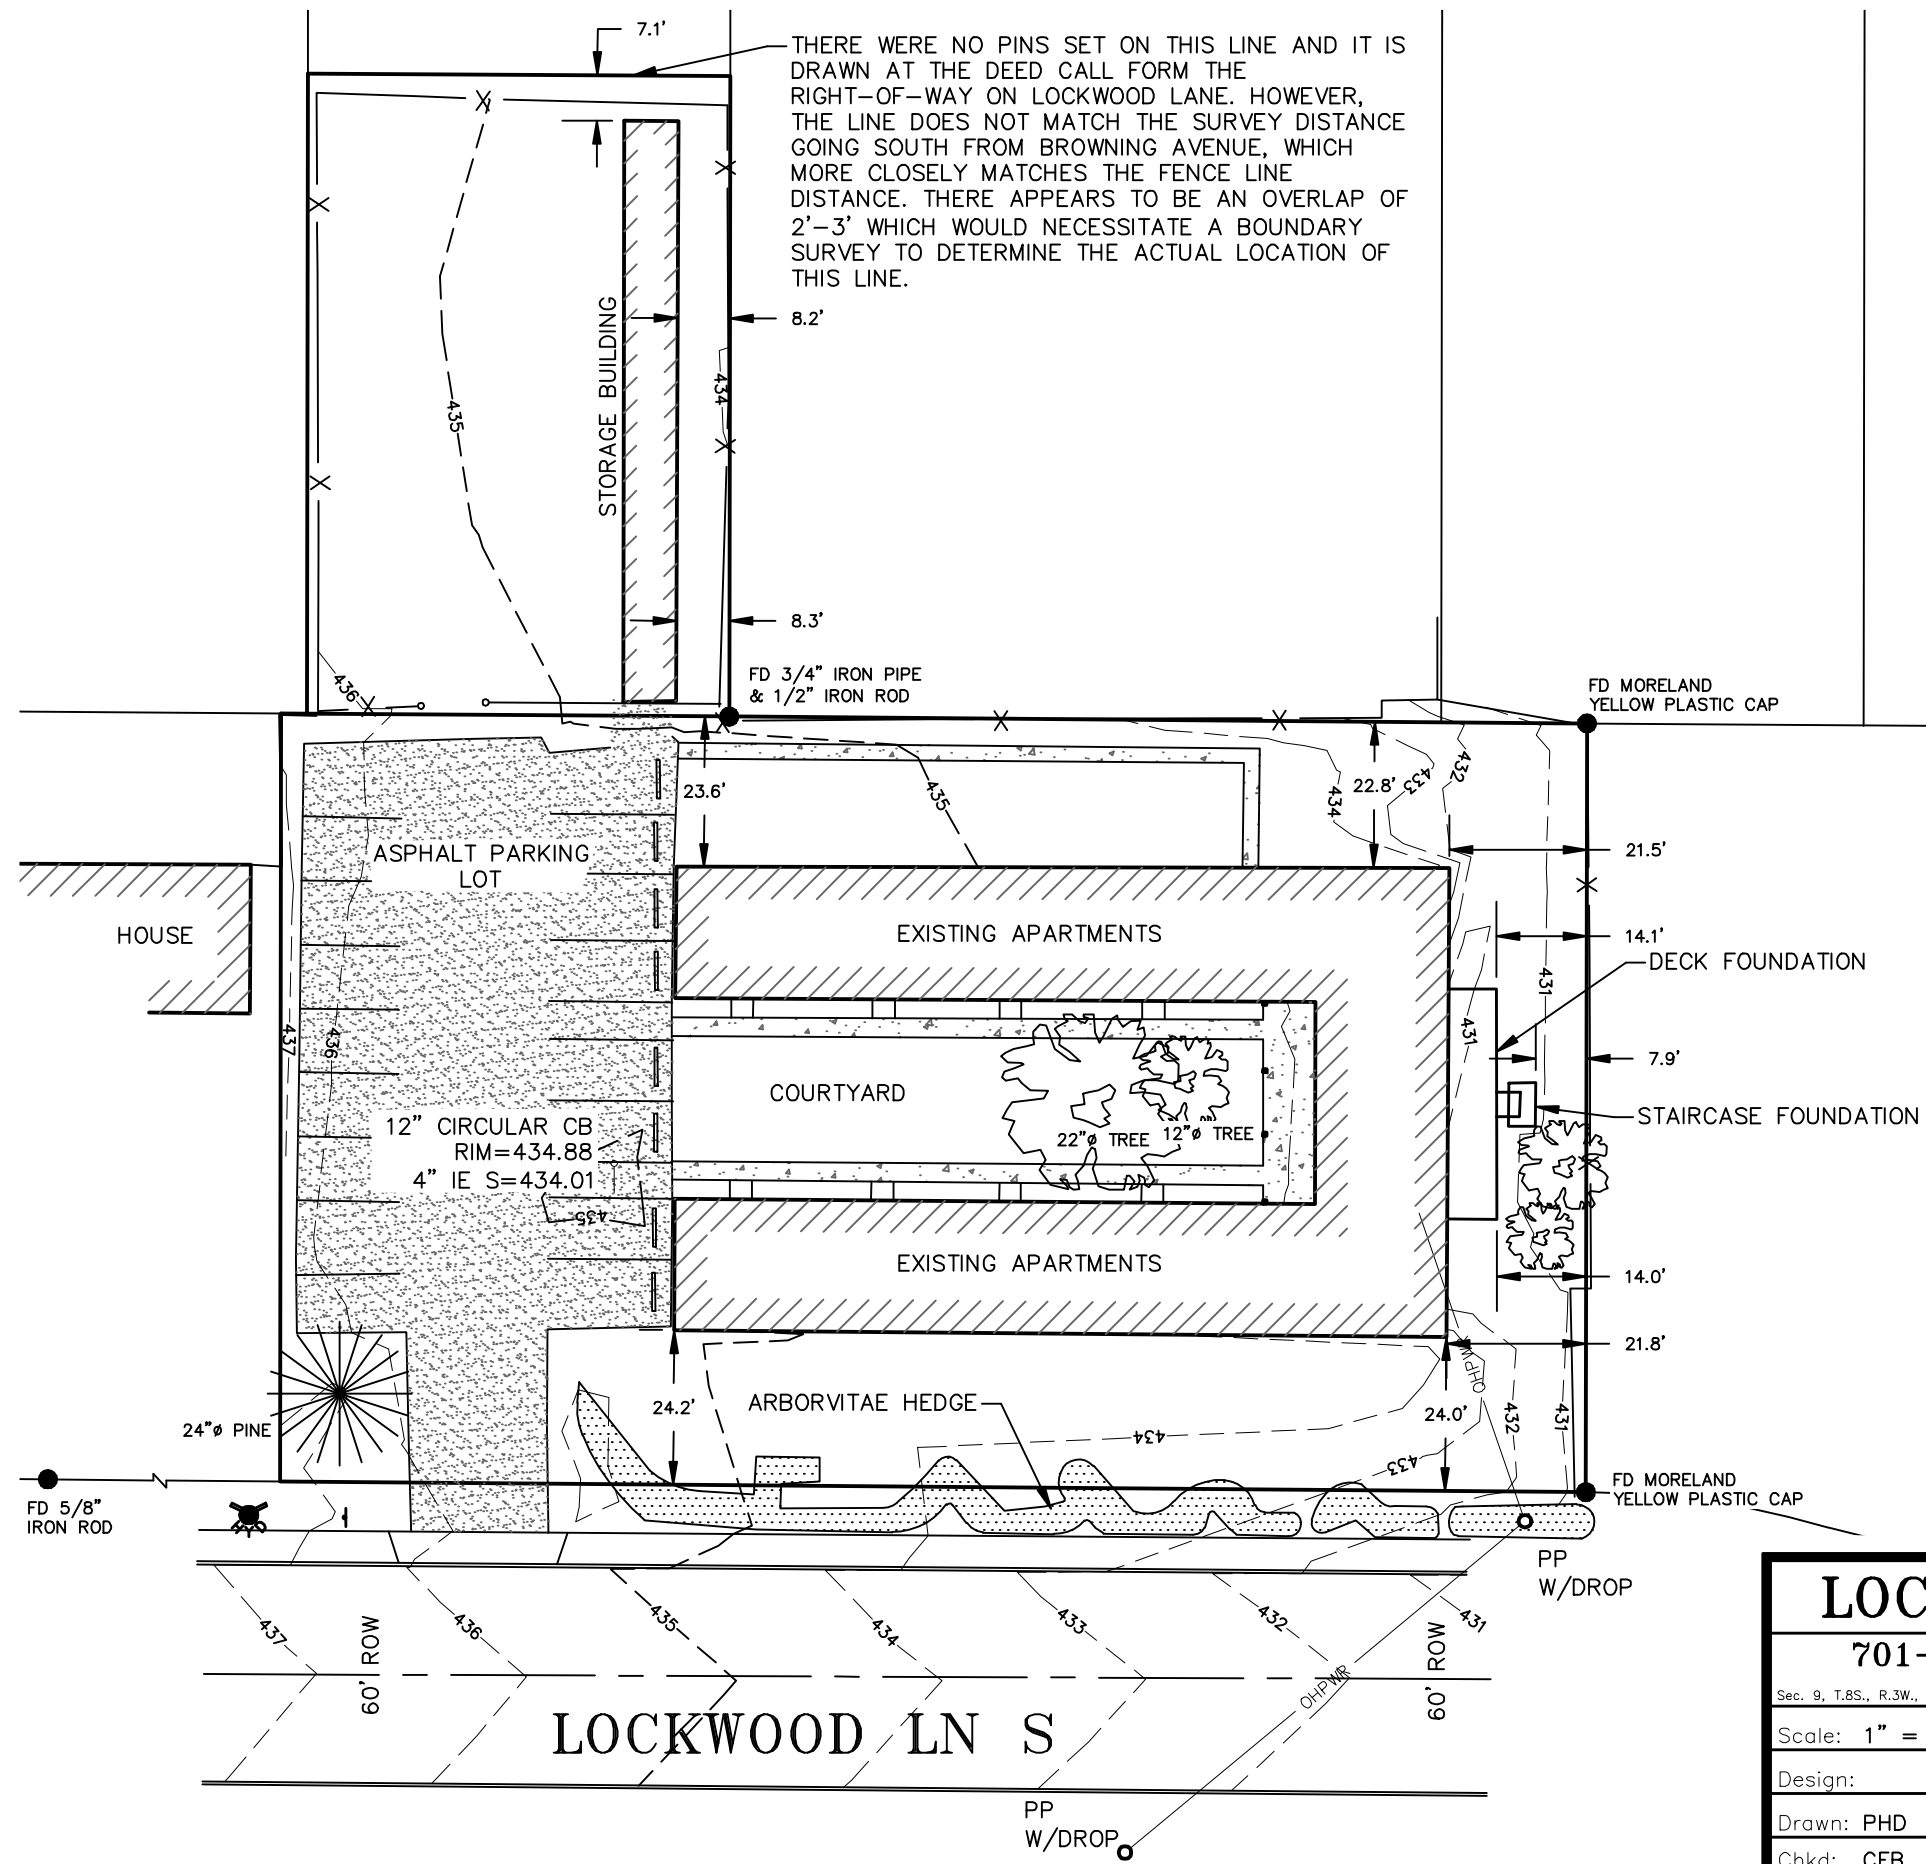 7.1'
THERE WERE NO PINS SET ON THIS LINE AND IT IS
DRAWN AT THE DEED CALL FORM THE
RIGHT-OF-WAY ON LOCKWOOD LANE. HOWEVER,
THE LINE DOES NOT MATCH THE SURVEY DISTANCE
GOING SOUTH FROM BROWNING AVENUE, WHICH
MORE CLOSELY MATCHES THE FENCE LINE
DISTANCE. THERE APPEARS TO BE AN OVERLAP OF
2'-3' WHICH WOULD NECESSITATE A BOUNDARY
SURVEY TO DETERMINE THE ACTUAL LOCATION OF
THIS LINE.
8.2'
STORAGE BUILDING
434
435
8.3'
436
FD 3/4" IRON PIPE
& 1/2" IRON ROD
FD MORELAND
YELLOW PLASTIC CAP
23.6'
435
434
22.8'
433
432
21.5'
ASPHALT PARKING
LOT
HOUSE
EXISTING APARTMENTS
14.1'
DECK FOUNDATION
431
431
437
436
7.9'
COURTYARD
STAIRCASE FOUNDATION
12" CIRCULAR CB
RIM=434.88
4" IE S=434.01
22"ø TREE
12"ø TREE
435
EXISTING APARTMENTS
14.0'
21.8'
OHPWR
24.2'
ARBORVITAE HEDGE
24.0'
432
431
434
433
24"ø PINE
FD 5/8"
IRON ROD
FD MORELAND
YELLOW PLASTIC CAP
PP
W/DROP
437
436
435
434
433
432
431
60' ROW
60' ROW
OHPWR
LOCKWOOD LN S
PP
W/DROP
LOC
701-
Sec. 9, T.8S., R.3W.,
Scale: 1" =
Design:
Drawn: PHD
Chkd: CFB